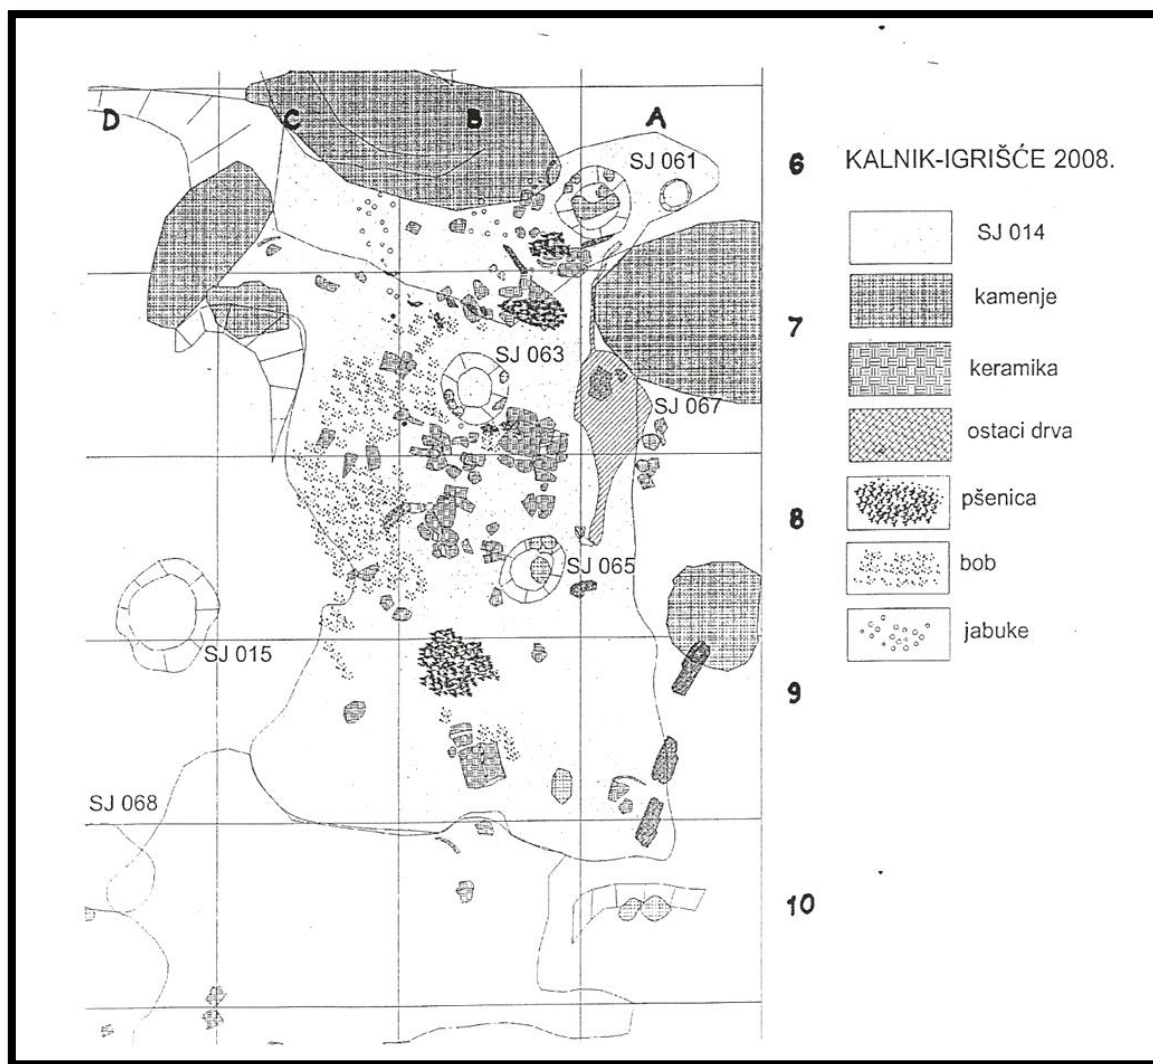 D C B A
SJ 061
6
KALNIK-IGRIŠĆE 2008.
SJ 014
kamenje
7
SJ 063
keramika
SJ 067
ostaci drva
pšenica
8
SJ 065
bob
jabuke
SJ 015
9
SJ 068
10